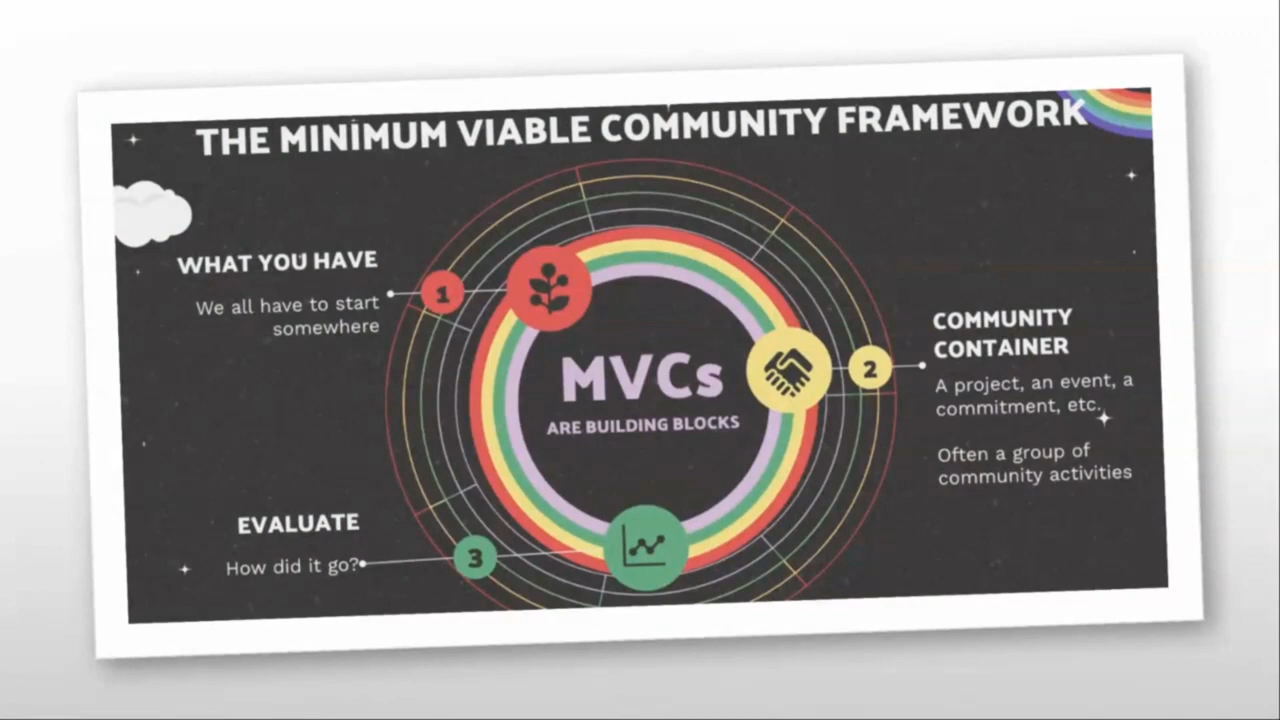 THE MINIMUM VIABLE COMMUNITY FRAMEWORK
WHAT YOU HAVE
We all have to start
somewhere
1
MVCs
ARE BUILDING BLOCKS
2
COMMUNITY
CONTAINER
A project, an event, a
commitment, etc.
Often a group of
community activities
EVALUATE
How did it go?
3